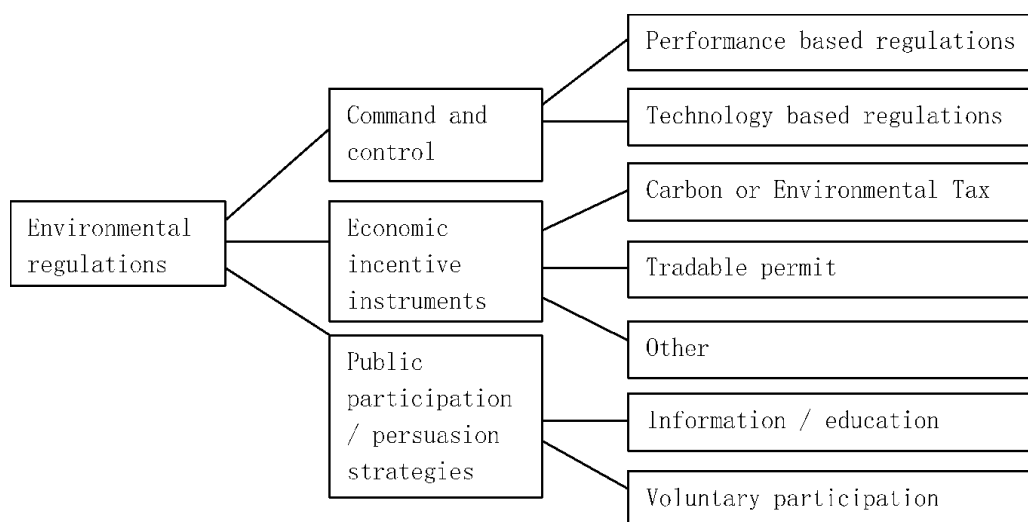 Environmental
regulations
Command and
control
Economic
incentive
instruments
Public
participation
/ persuasion
strategies
Performance based regulations
Technology based regulations
Carbon or Environmental Tax
Tradable permit
Other
Information / education
Voluntary participation